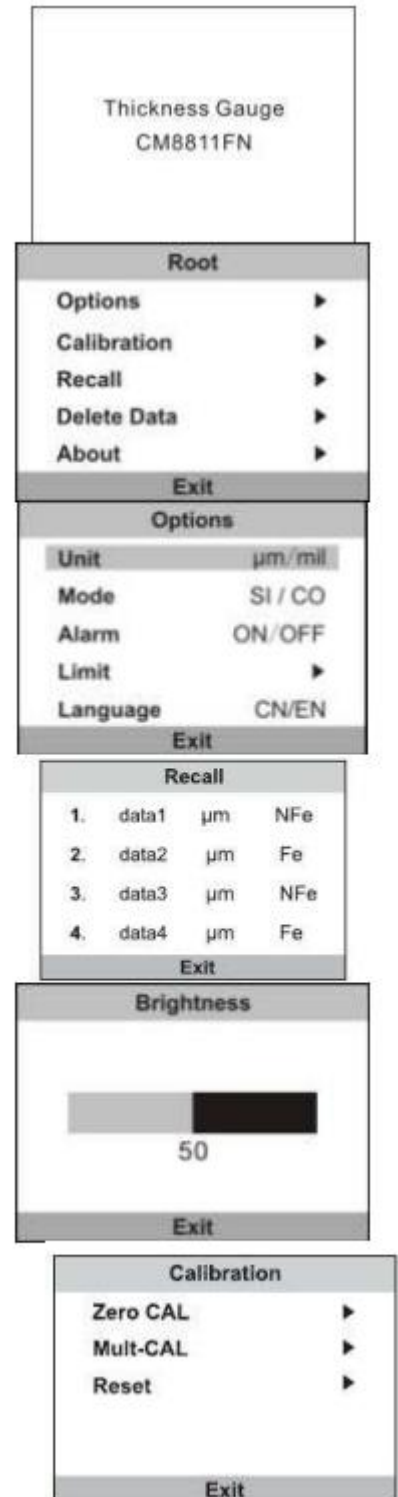 Thickness Gauge
CM8811FN
Root
Options ▶
Calibration ▶
Recall ▶
Delete Data ▶
About ▶
Exit
Options
Unit μm/mil
Mode SI / CO
Alarm ON/OFF
Limit ▶
Language CN/EN
Exit
Recall
1. data1 μm NFe
2. data2 μm Fe
3. data3 μm NFe
4. data4 μm Fe
Exit
Brightness
50
Exit
Calibration
Zero CAL ▶
Mult-CAL ▶
Reset ▶
Exit